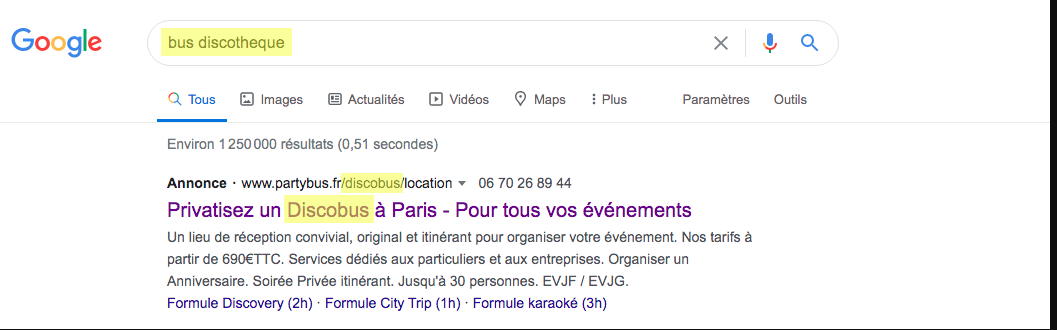 Google
bus discotheque
Tous Images Actualités Vidéos Maps Plus Paramètres Outils
Environ 1 250 000 résultats (0,51 secondes)
Annonce · www.partybus.fr/discobus/location 06 70 26 89 44
Privatisez un Discobus à Paris - Pour tous vos événements
Un lieu de réception convivial, original et itinérant pour organiser votre événement. Nos tarifs à
partir de 690€TTC. Services dédiés aux particuliers et aux entreprises. Organiser un
Anniversaire. Soirée Privée itinérant. Jusqu'à 30 personnes. EVJF / EVJG.
Formule Discovery (2h) · Formule City Trip (1h) · Formule karaoké (3h)